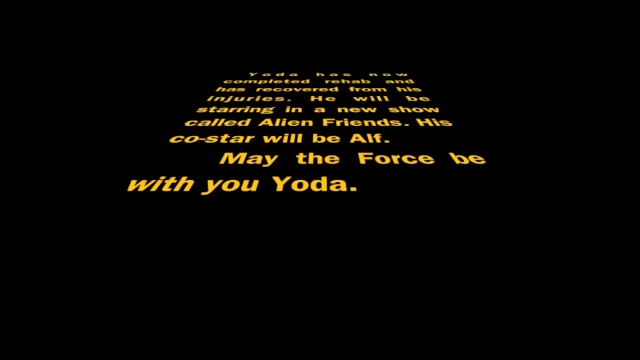 Yoda has now
completed rehab and
has recovered from his
injuries. He will be
starring in a new show
called Alien Friends. His
co-star will be Alf.
May the Force be
with you Yoda.